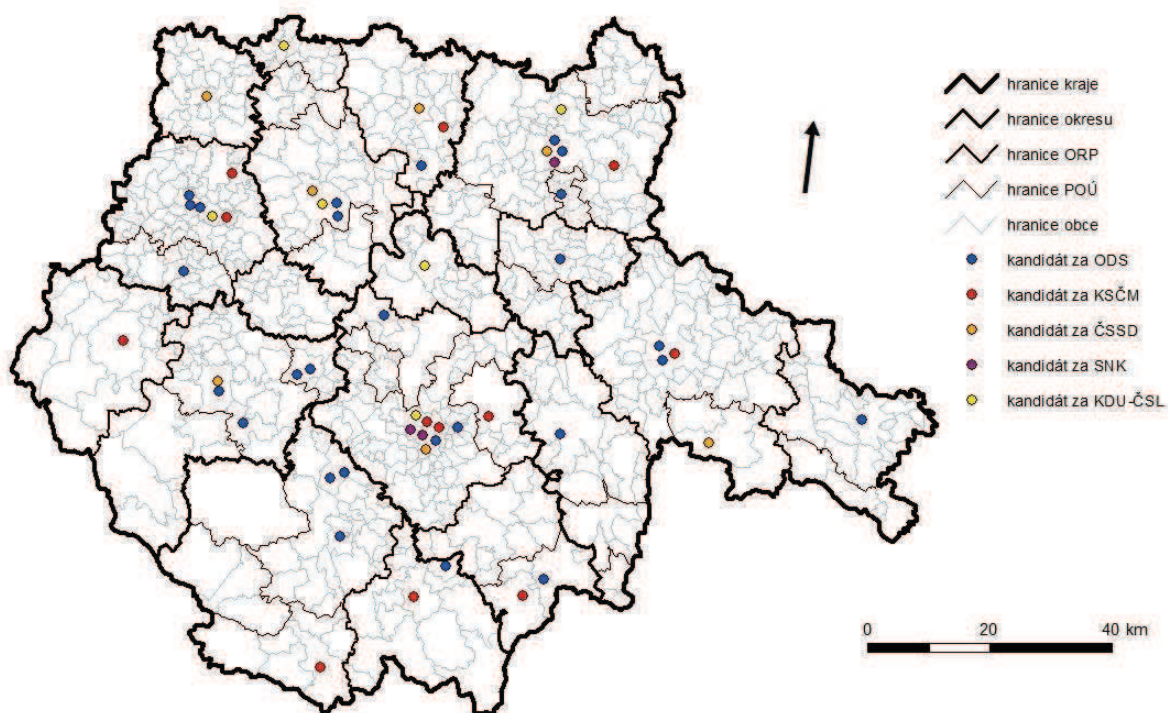 hranice kraje
hranice okresu
hranice ORP
hranice POÚ
hranice obce
kandidát za ODS
kandidát za KSČM
kandidát za ČSSD
kandidát za SNK
kandidát za KDU-ČSL
0 20 40 km